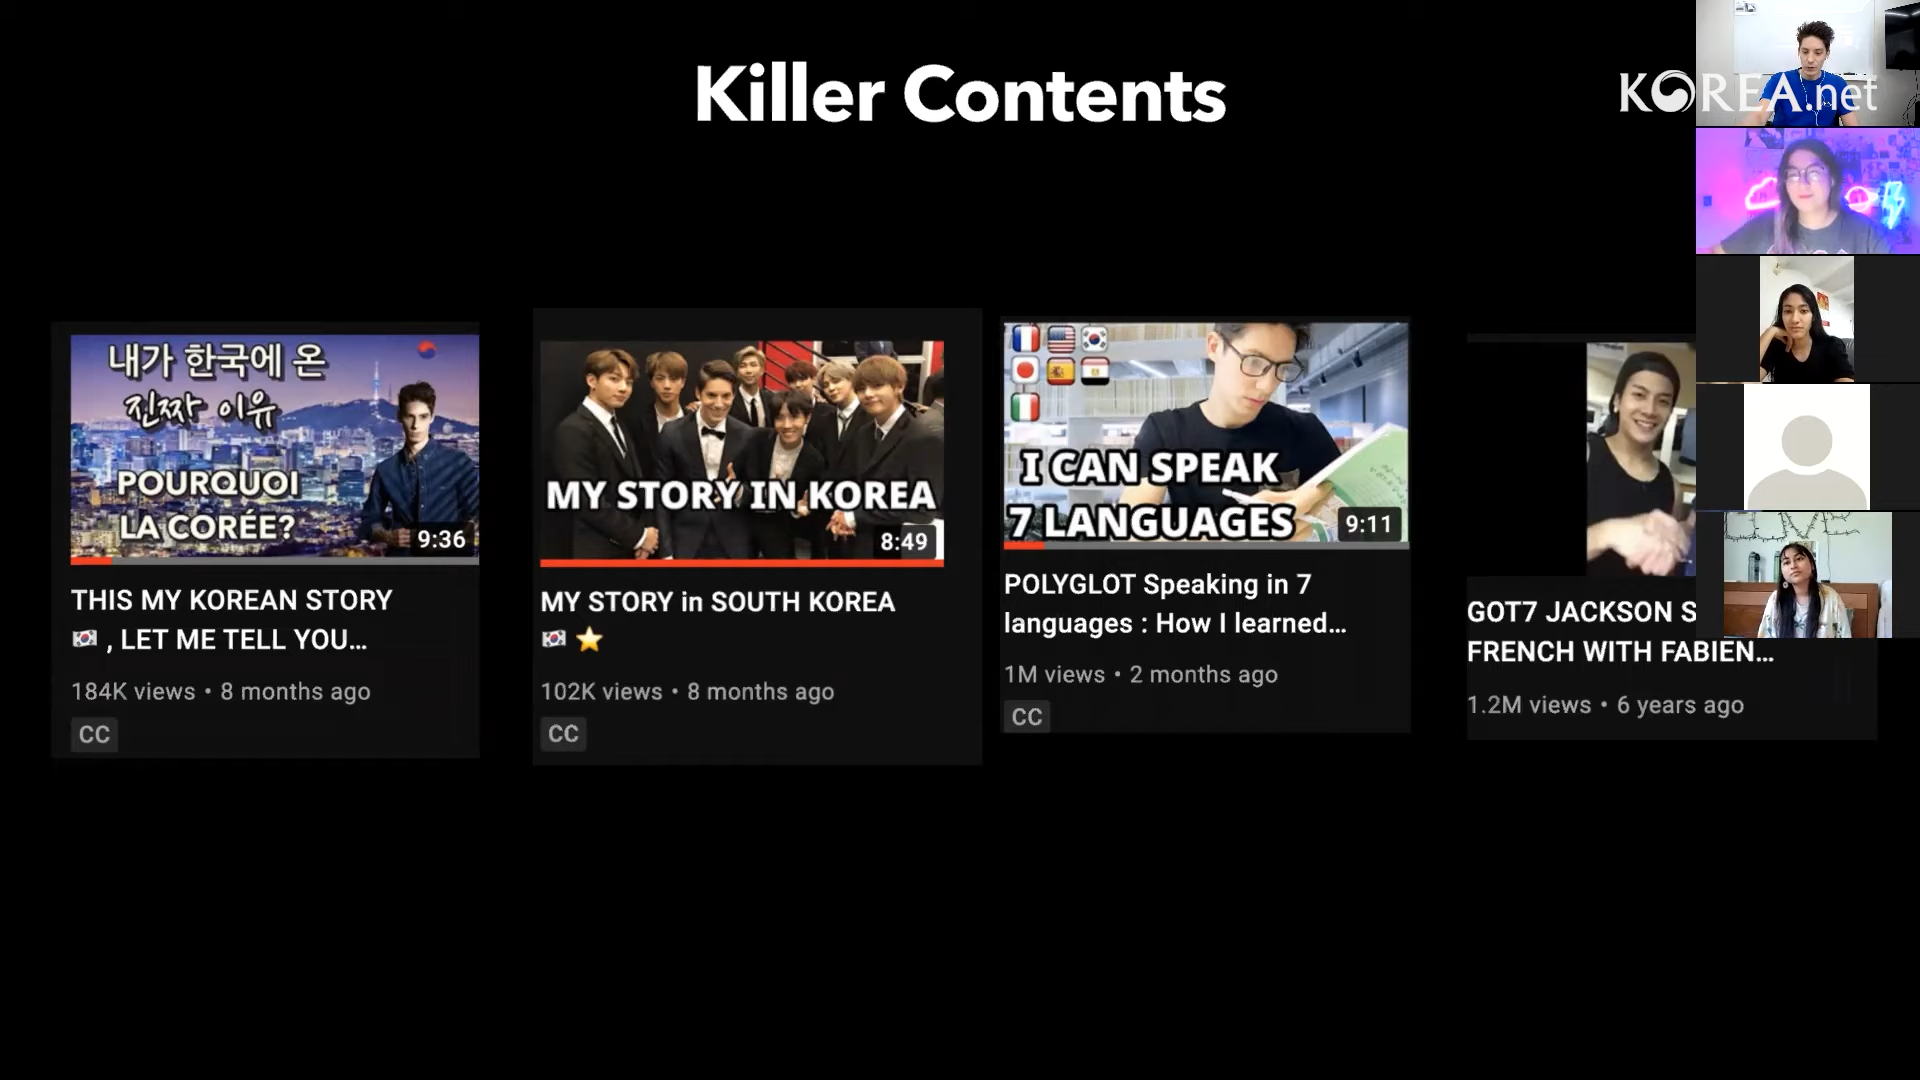 Killer Contents
KOREA.net
내가 한국에 온
진짜 이유
POURQUOI
LA CORÉE?
9:36
THIS MY KOREAN STORY
🇰🇷 , LET ME TELL YOU...
184K views • 8 months ago
CC
MY STORY IN KOREA
8:49
MY STORY in SOUTH KOREA
🇰🇷 ⭐
102K views • 8 months ago
CC
I CAN SPEAK
7 LANGUAGES
9:11
POLYGLOT Speaking in 7
languages : How I learned...
1M views • 2 months ago
CC
GOT7 JACKSON S
FRENCH WITH FABIEN...
1.2M views • 6 years ago